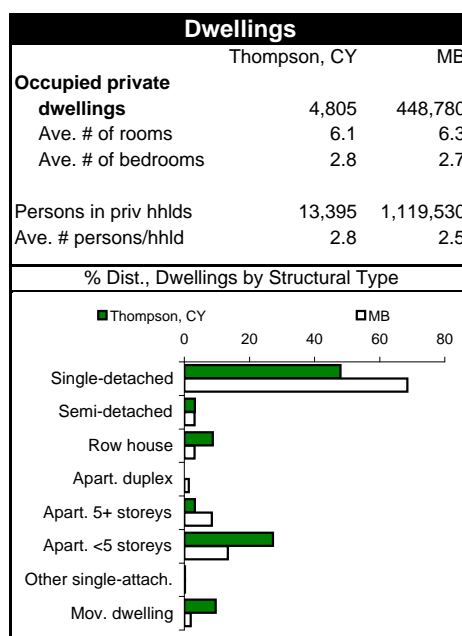 Dwellings
Thompson, CY MB
Occupied private
dwellings 4,805 448,780
Ave. # of rooms 6.1 6.3
Ave. # of bedrooms 2.8 2.7
Persons in priv hhlds 13,395 1,119,530
Ave. # persons/hhld 2.8 2.5
% Dist., Dwellings by Structural Type
Thompson, CY MB
0 20 40 60 80
Single-detached
Semi-detached
Row house
Apart. duplex
Apart. 5+ storeys
Apart. <5 storeys
Other single-attach.
Mov. dwelling